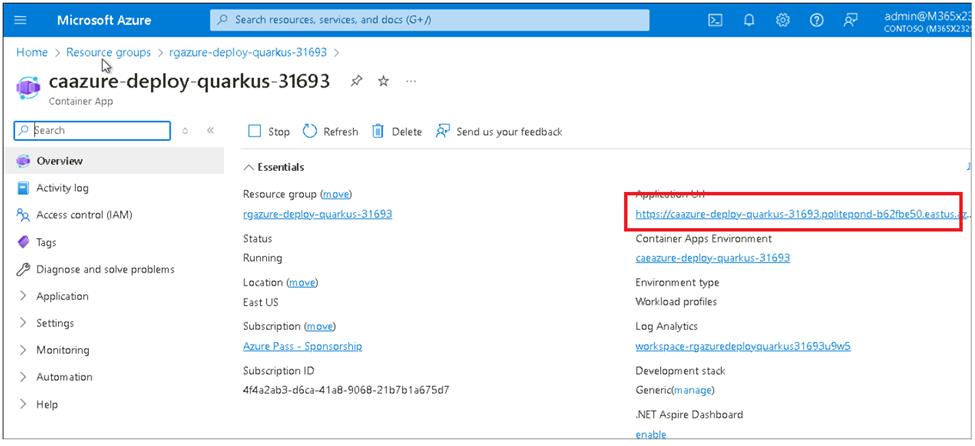 Microsoft Azure
Search resources, services, and docs (G+/)
admin@M365x232
CONTOSO (M365X232
Home > Resource groups > rgazure-deploy-quarkus-31693 >
caazure-deploy-quarkus-31693
Container App
Search
Stop Refresh Delete Send us your feedback
Overview
Activity log
Access control (IAM)
Tags
Diagnose and solve problems
Application
Settings
Monitoring
Automation
Help
Essentials
Resource group (move)
rgazure-deploy-quarkus-31693
Status
Running
Location (move)
East US
Subscription (move)
Azure Pass - Sponsorship
Subscription ID
4f4a2ab3-d6ca-41a8-9068-21b7b1a675d7
Application Url
https://caazure-deploy-quarkus-31693.politepond-b62fbe50.eastus.az...
Container Apps Environment
caeazure-deploy-quarkus-31693
Environment type
Workload profiles
Log Analytics
workspace-rgazuredeployquarkus31693u9w5
Development stack
Generic(manage)
.NET Aspire Dashboard
enable